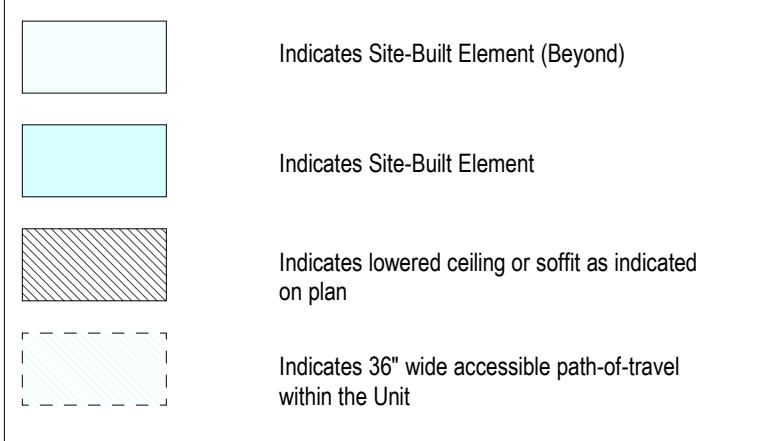 Indicates Site-Built Element (Beyond)
Indicates Site-Built Element
Indicates lowered ceiling or soffit as indicated
on plan
Indicates 36" wide accessible path-of-travel
within the Unit